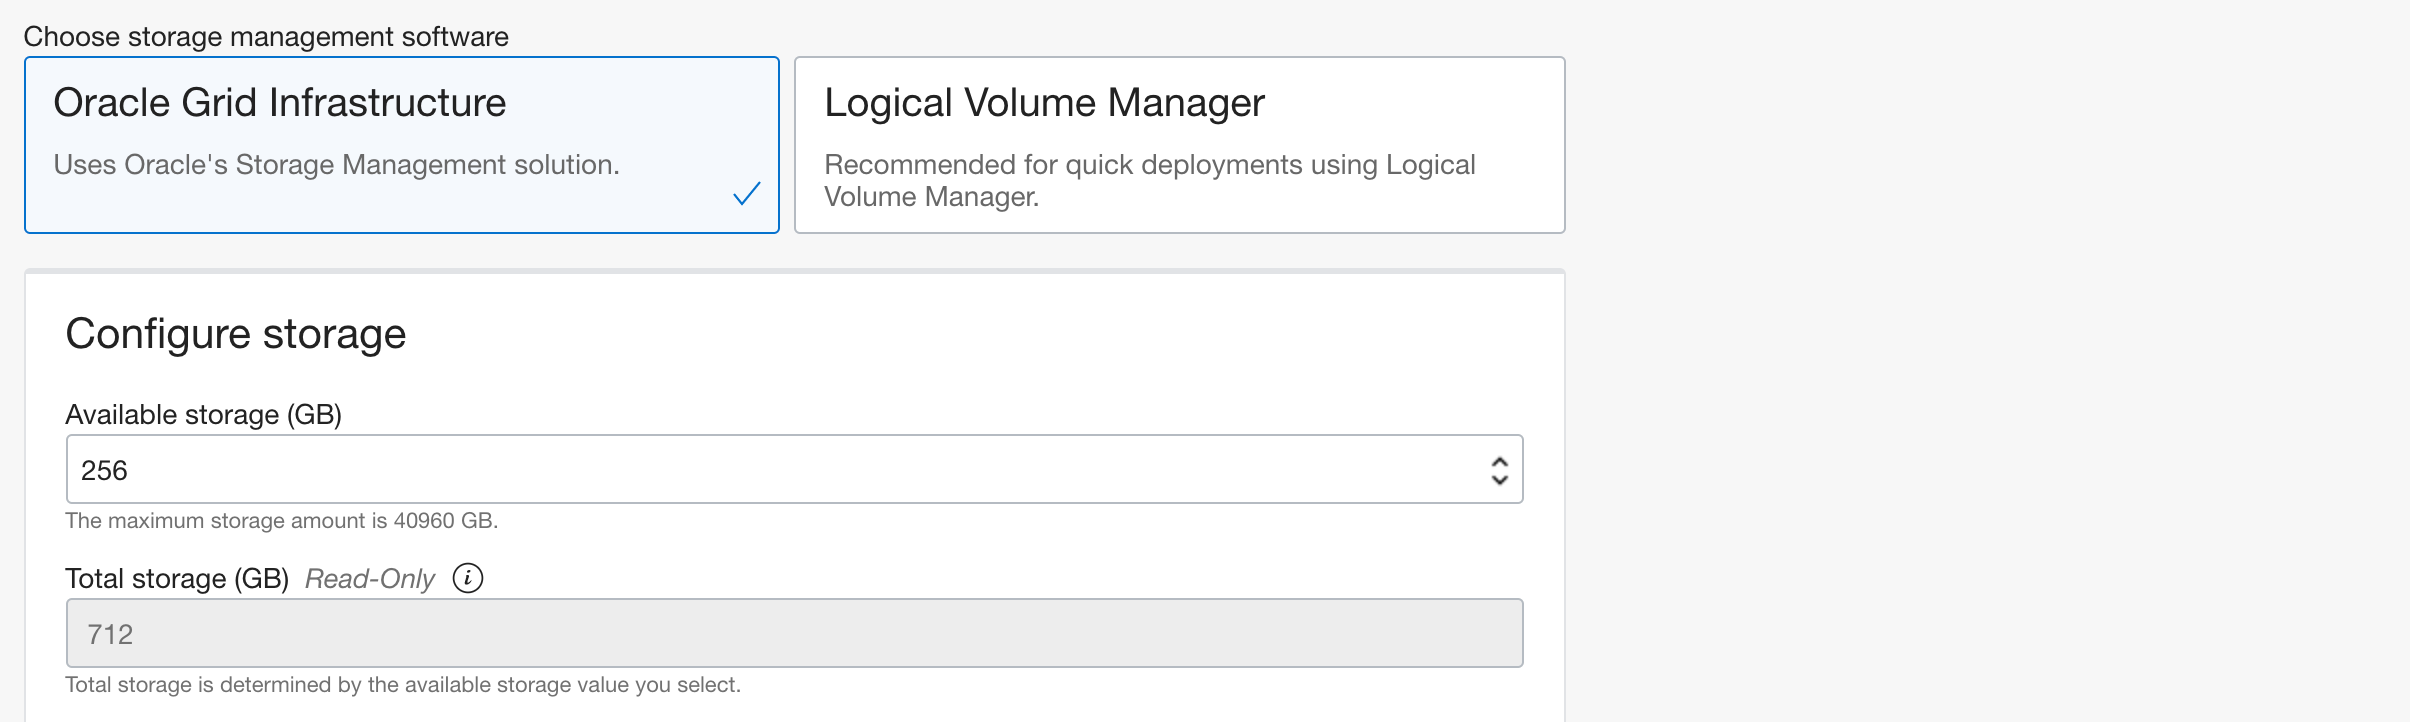 Choose storage management software
Oracle Grid Infrastructure
Uses Oracle's Storage Management solution.
Logical Volume Manager
Recommended for quick deployments using Logical
Volume Manager.
Configure storage
Available storage (GB)
256
The maximum storage amount is 40960 GB.
Total storage (GB) Read-Only i
712
Total storage is determined by the available storage value you select.